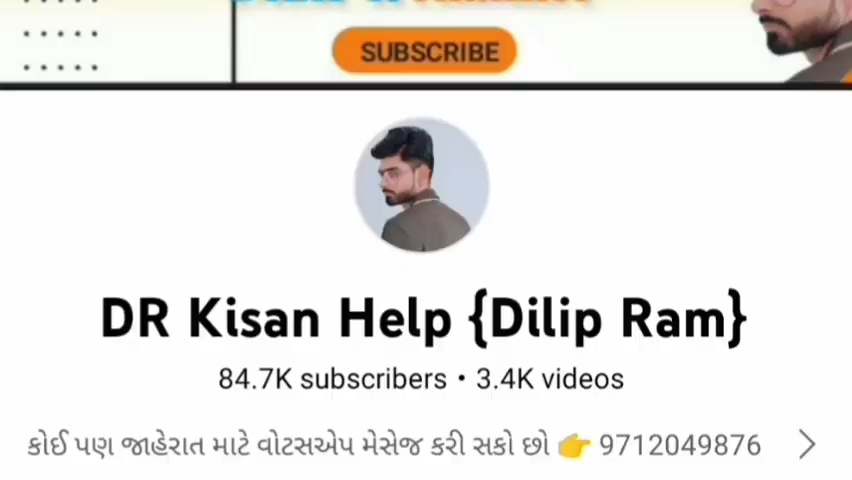 SUBSCRIBE
DR Kisan Help {Dilip Ram}
84.7K subscribers • 3.4K videos
કોઈ પણ જાહેરાત માટે વોટસએપ મેસેજ કરી સકો છો 👉 9712049876